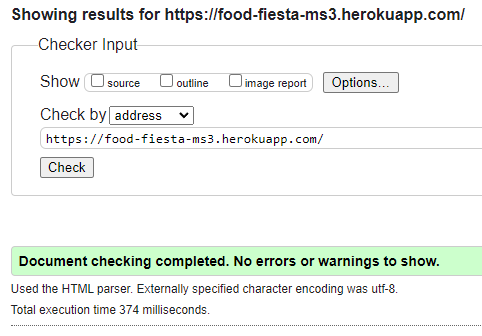 Showing results for https://food-fiesta-ms3.herokuapp.com/
Checker Input
Show source outline image report Options...
Check by address
https://food-fiesta-ms3.herokuapp.com/
Check
Document checking completed. No errors or warnings to show.
Used the HTML parser. Externally specified character encoding was utf-8.
Total execution time 374 milliseconds.